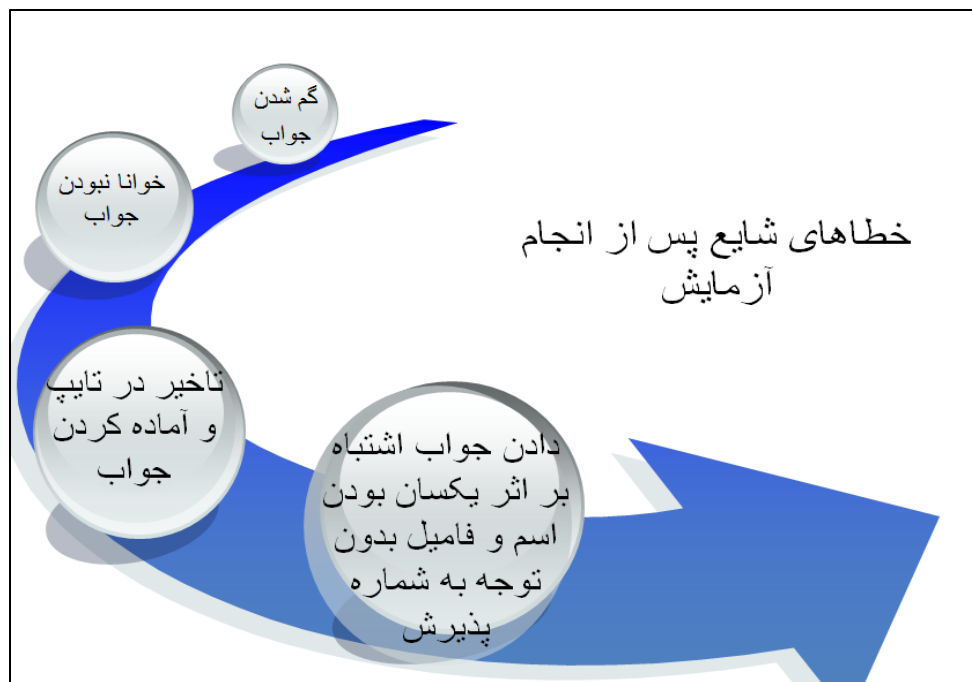 خطاهای شایع پس از انجام
آزمایش
گم شدن
جواب
خوانا نبودن
جواب
تاخیر در تایپ
و آماده کردن
جواب
دادن جواب اشتباه
بر اثر یکسان بودن
اسم و فامیل بدون
توجه به شماره
پذیرش